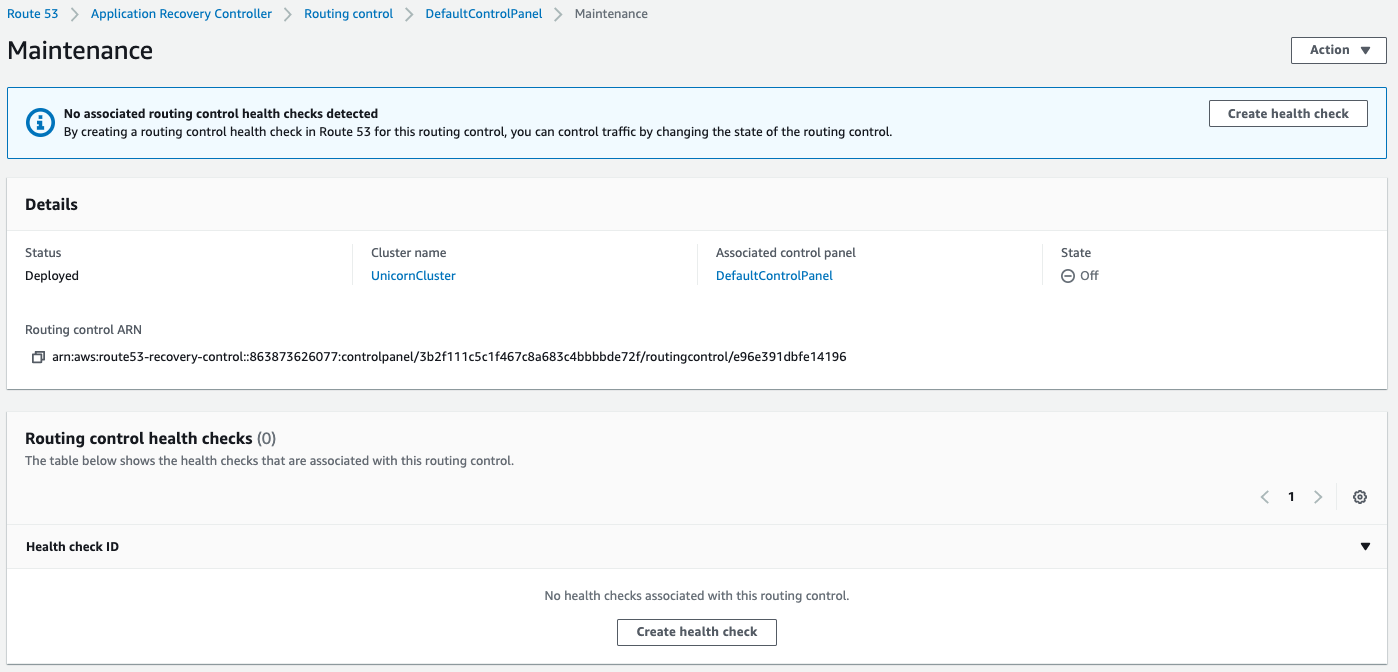 Route 53 Application Recovery Controller Routing control DefaultControlPanel Maintenance
Maintenance
Action
No associated routing control health checks detected
By creating a routing control health check in Route 53 for this routing control, you can control traffic by changing the state of the routing control.
Create health check
Details
Status
Deployed
Cluster name
UnicornCluster
Associated control panel
DefaultControlPanel
State
Off
Routing control ARN
arn:aws:route53-recovery-control::863873626077:controlpanel/3b2f111c5c1f467c8a683c4bbbbde72f/routingcontrol/e96e391dbfe14196
Routing control health checks (0)
The table below shows the health checks that are associated with this routing control.
1
Health check ID
No health checks associated with this routing control.
Create health check